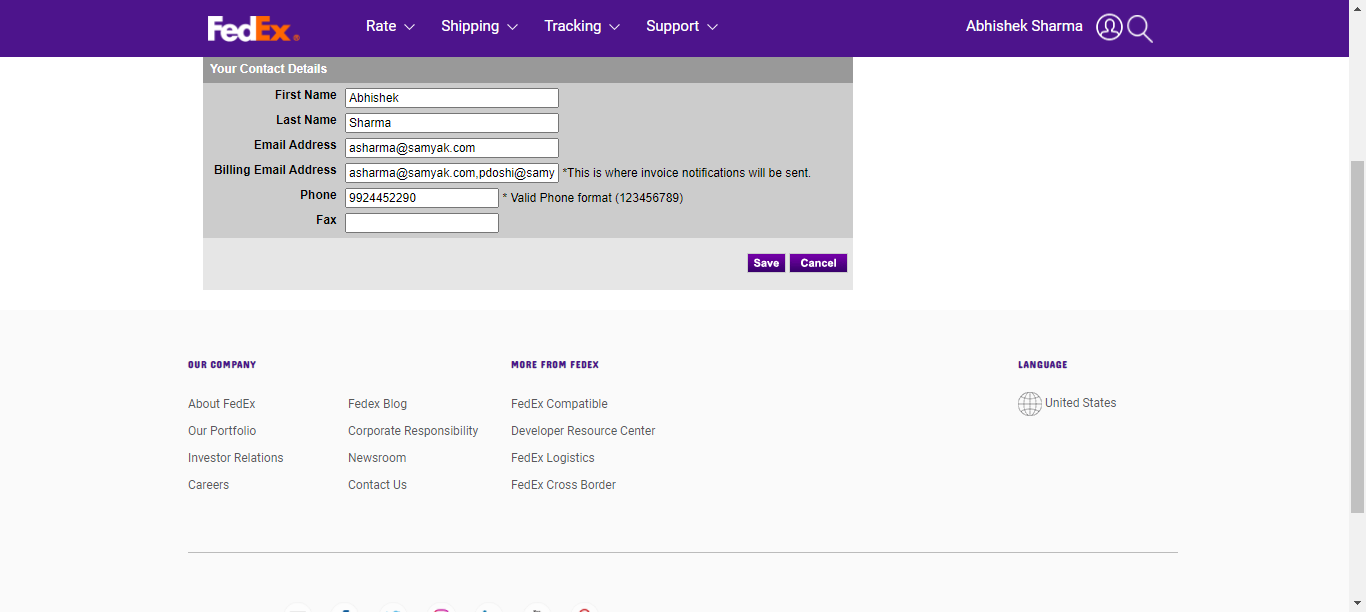 FedEx®
Rate
Shipping
Tracking
Support
Abhishek Sharma
Your Contact Details
First Name Abhishek
Last Name Sharma
Email Address asharma@samyak.com
Billing Email Address asharma@samyak.com,pdoshi@samy *This is where invoice notifications will be sent.
Phone 9924452290 * Valid Phone format (123456789)
Fax
Save Cancel
OUR COMPANY
MORE FROM FEDEX
LANGUAGE
About FedEx
Fedex Blog
FedEx Compatible
United States
Our Portfolio
Corporate Responsibility
Developer Resource Center
Investor Relations
Newsroom
FedEx Logistics
Careers
Contact Us
FedEx Cross Border